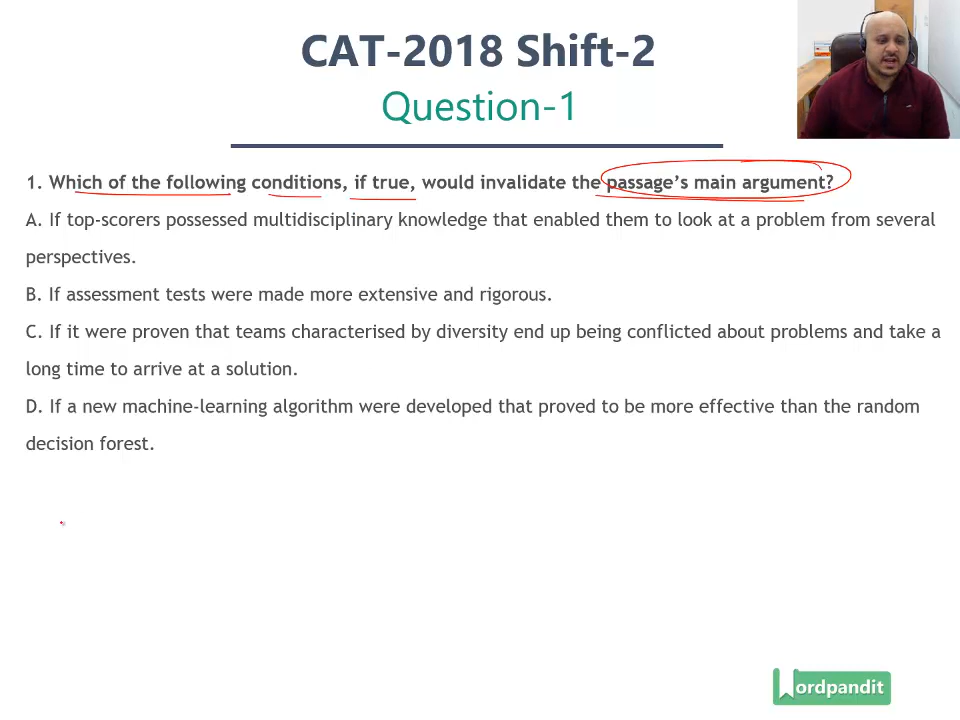 CAT-2018 Shift-2
Question-1
1. Which of the following conditions, if true, would invalidate the passage’s main argument?
A. If top-scorers possessed multidisciplinary knowledge that enabled them to look at a problem from several
perspectives.
B. If assessment tests were made more extensive and rigorous.
C. If it were proven that teams characterised by diversity end up being conflicted about problems and take a
long time to arrive at a solution.
D. If a new machine-learning algorithm were developed that proved to be more effective than the random
decision forest.
Wordpandit